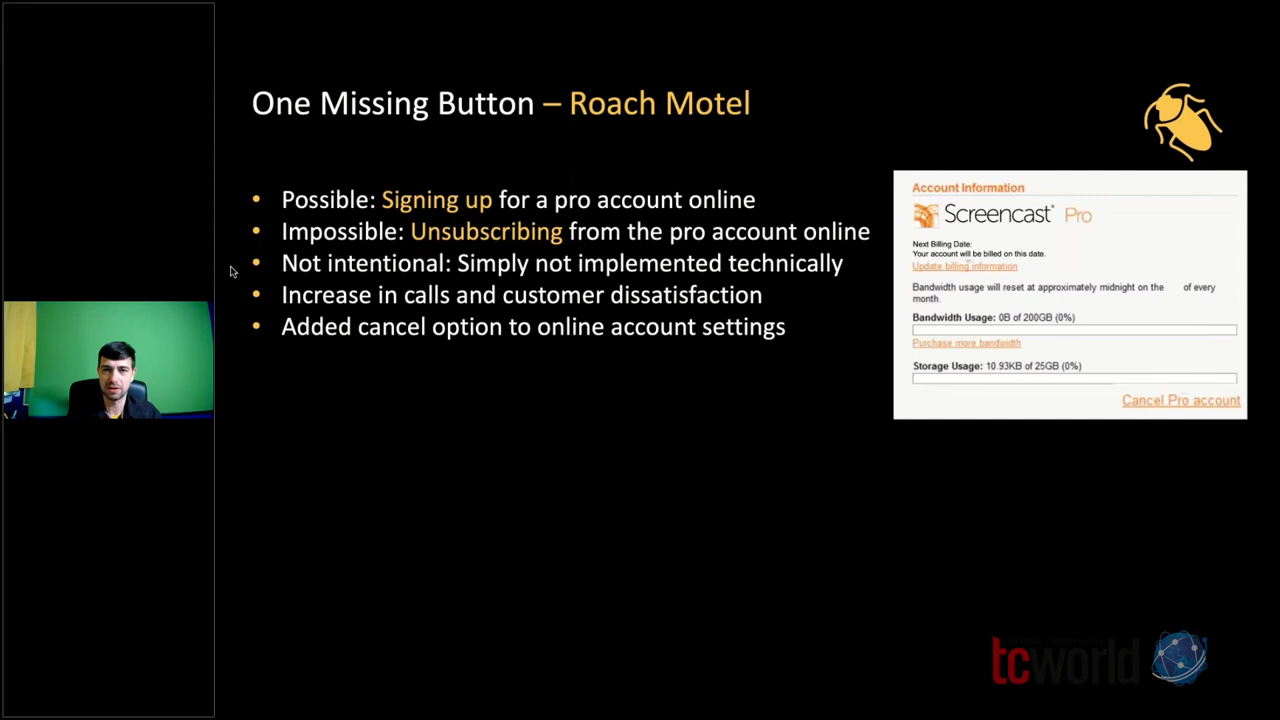 One Missing Button – Roach Motel
• Possible: Signing up for a pro account online
• Impossible: Unsubscribing from the pro account online
• Not intentional: Simply not implemented technically
• Increase in calls and customer dissatisfaction
• Added cancel option to online account settings
Account Information
Screencast Pro
Next Billing Date:
Your account will be billed on this date.
Update billing information
Bandwidth usage will reset at approximately midnight on the of every
month.
Bandwidth Usage: 0B of 200GB (0%)
Purchase more bandwidth
Storage Usage: 10.93KB of 25GB (0%)
Cancel Pro account
tcworld